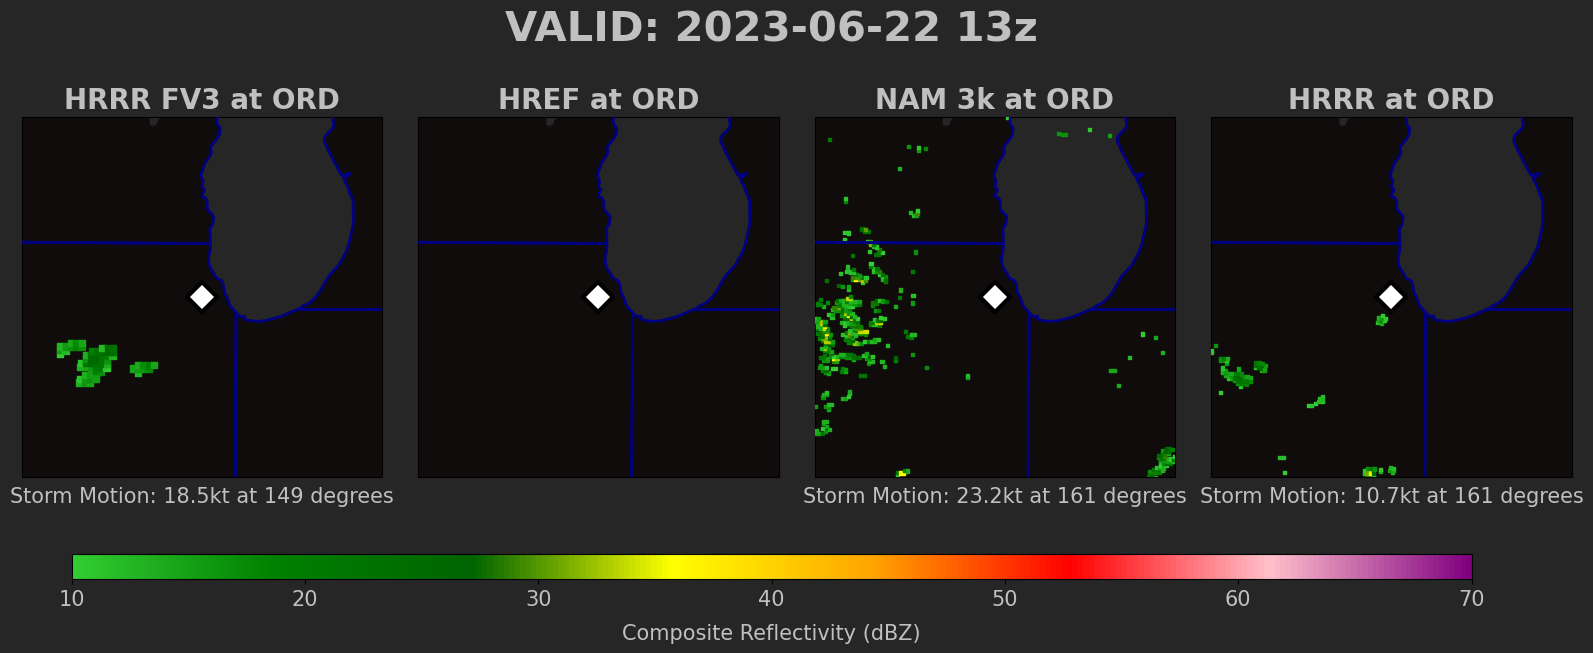 VALID: 2023-06-22 13z
HRRR FV3 at ORD
HREF at ORD
NAM 3k at ORD
HRRR at ORD
Storm Motion: 18.5kt at 149 degrees
Storm Motion: 23.2kt at 161 degrees
Storm Motion: 10.7kt at 161 degrees
10 20 30 40 50 60 70
Composite Reflectivity (dBZ)